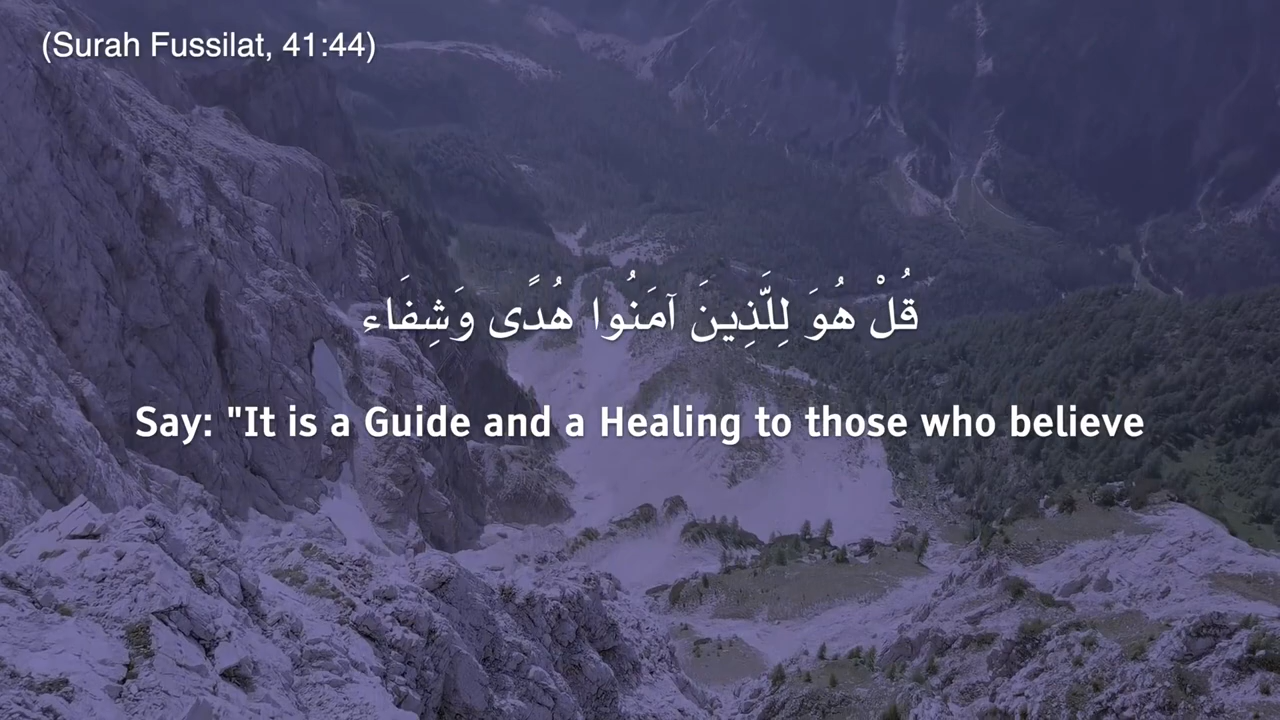 (Surah Fussilat, 41:44)
قُلْ هُوَ لِلَّذِينَ آمَنُوا هُدًى وَشِفَاء
Say: "It is a Guide and a Healing to those who believe